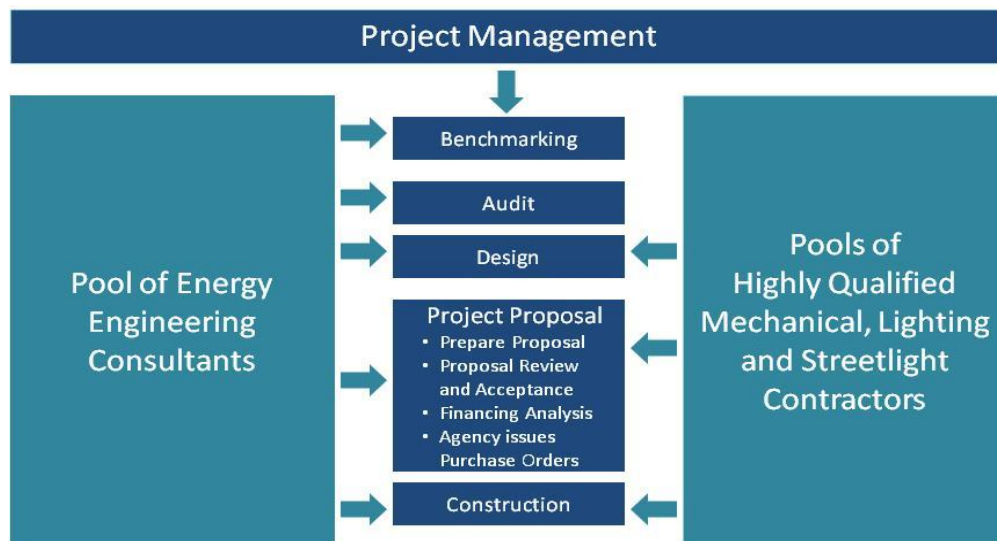 Project Management
Benchmarking
Audit
Design
Project Proposal
• Prepare Proposal
• Proposal Review
and Acceptance
• Financing Analysis
• Agency issues
Purchase Orders
Construction
Pool of Energy
Engineering
Consultants
Pools of
Highly Qualified
Mechanical, Lighting
and Streetlight
Contractors